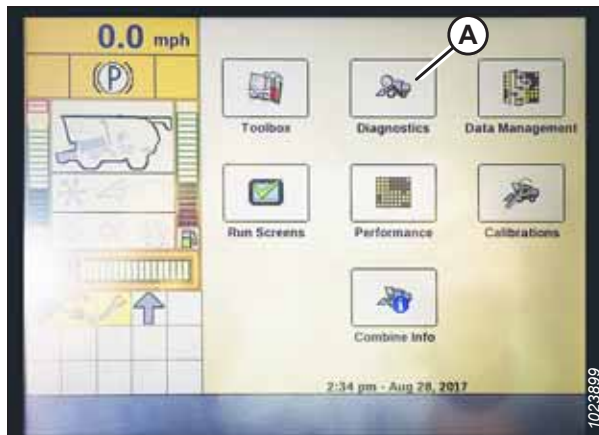 0.0 mph
(P)
A
Toolbox
Diagnostics
Data Management
Run Screens
Performance
Calibrations
Combine Info
2:34 pm - Aug 28, 2017
1023899